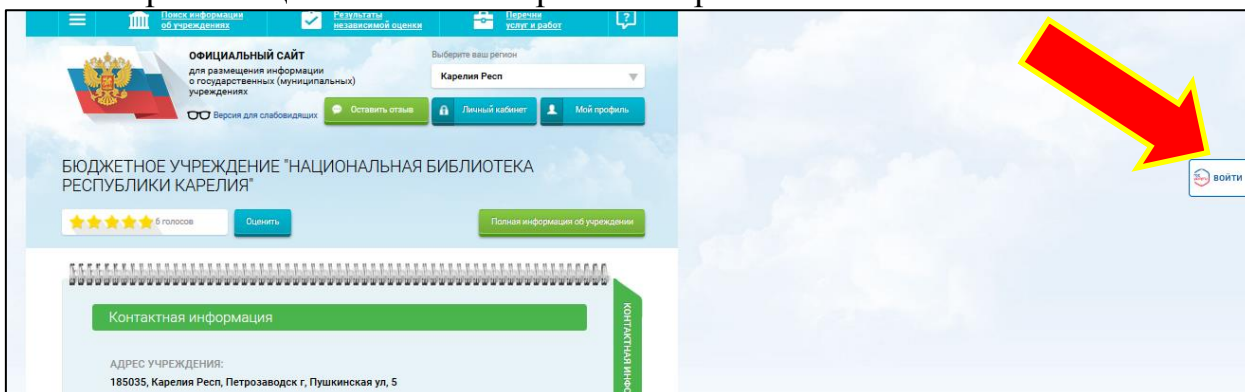 Поиск информации
об учреждениях
Результаты
независимой оценки
Перечни
услуг и работ
?
ОФИЦИАЛЬНЫЙ САЙТ
для размещения информации
о государственных (муниципальных)
учреждениях
Версия для слабовидящих
Выберите ваш регион
Карелия Респ
Оставить отзыв
Личный кабинет
Мой профиль
ВОЙТИ
БЮДЖЕТНОЕ УЧРЕЖДЕНИЕ "НАЦИОНАЛЬНАЯ БИБЛИОТЕКА
РЕСПУБЛИКИ КАРЕЛИЯ"
5 голосов
Оценить
Полная информация об учреждении
Контактная информация
АДРЕС УЧРЕЖДЕНИЯ:
185035, Карелия Респ, Петрозаводск г, Пушкинская ул, 5
КОНТАКТНАЯ